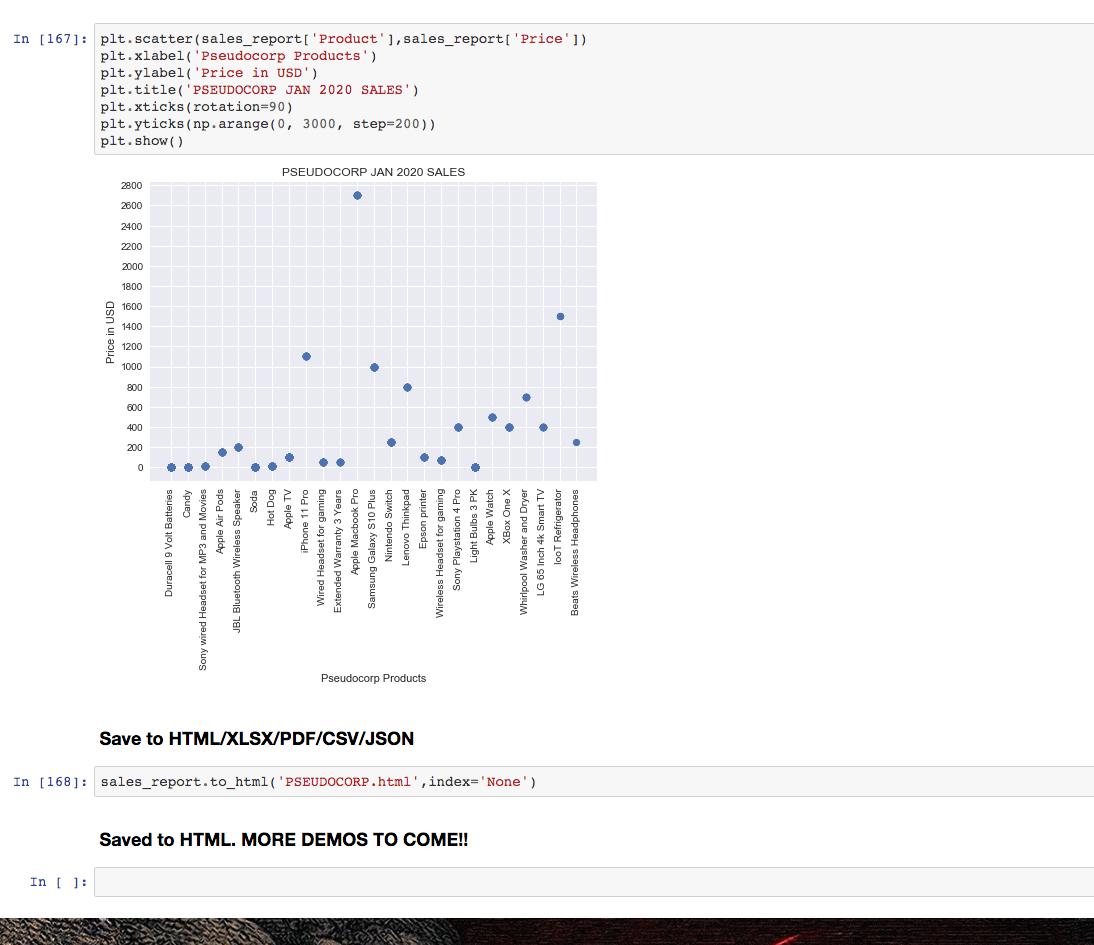 In [167]: plt.scatter(sales_report['Product'],sales_report['Price'])
plt.xlabel('Pseudocorp Products')
plt.ylabel('Price in USD')
plt.title('PSEUDOCORP JAN 2020 SALES')
plt.xticks(rotation=90)
plt.yticks(np.arange(0, 3000, step=200))
plt.show()
PSEUDOCORP JAN 2020 SALES
2800
2600
2400
2200
2000
1800
1600
1400
1200
1000
800
600
400
200
0
Price in USD
Duracell 9 Volt Batteries
Candy
Sony wired Headset for MP3 and Movies
Apple Air Pods
JBL Bluetooth Wireless Speaker
Soda
Hot Dog
Apple TV
iPhone 11 Pro
Wired Headset for gaming
Extended Warranty 3 Years
Apple Macbook Pro
Samsung Galaxy S10 Plus
Nintendo Switch
Lenovo Thinkpad
Epson printer
Wireless Headset for gaming
Sony Playstation 4 Pro
Light Bulbs 3 PK
Apple Watch
XBox One X
Whirlpool Washer and Dryer
LG 65 Inch 4k Smart TV
IooT Refrigerator
Beats Wireless Headphones
Pseudocorp Products
Save to HTML/XLSX/PDF/CSV/JSON
In [168]: sales_report.to_html('PSEUDOCORP.html',index='None')
Saved to HTML. MORE DEMOS TO COME!!
In [ ]: